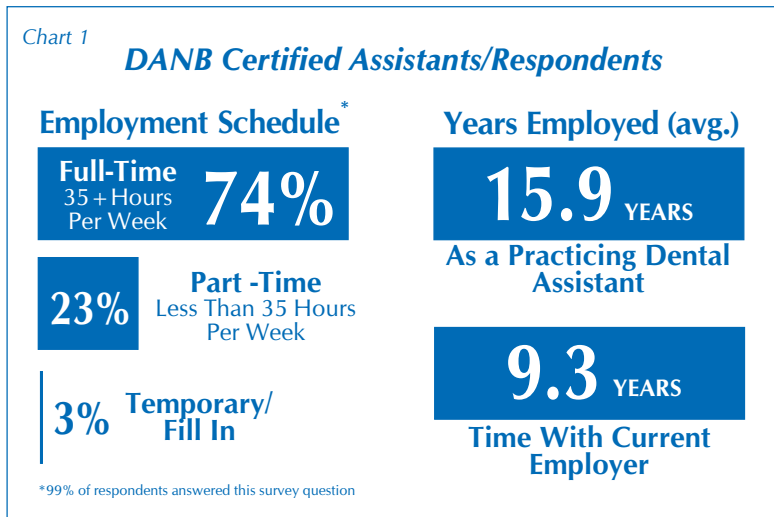 Chart 1
DANB Certified Assistants/Respondents
Employment Schedule*
Full-Time
35+Hours
Per Week
74%
23%
Part -Time
Less Than 35 Hours
Per Week
3%
Temporary/
Fill In
*99% of respondents answered this survey question
Years Employed (avg.)
15.9 YEARS
As a Practicing Dental
Assistant
9.3 YEARS
Time With Current
Employer